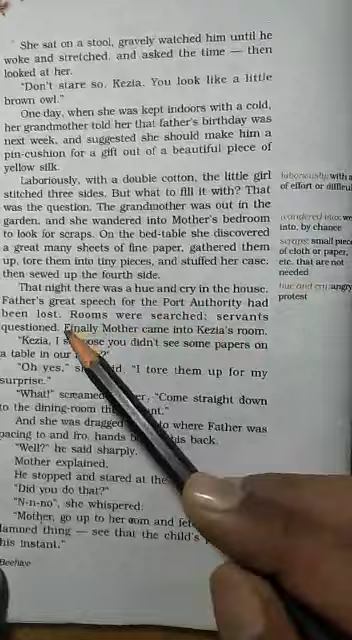 She sat on a stool, gravely watched him until he
woke and stretched, and asked the time — then
looked at her.
"Don't stare so, Kezia. You look like a little
brown owl."
One day, when she was kept indoors with a cold,
her grandmother told her that father's birthday was
next week, and suggested she should make him a
pin-cushion for a gift out of a beautiful piece of
yellow silk.
Laboriously, with a double cotton, the little girl
stitched three sides. But what to fill it with? That
was the question. The grandmother was out in the
garden, and she wandered into Mother's bedroom
to look for scraps. On the bed-table she discovered
a great many sheets of fine paper, gathered them
up, tore them into tiny pieces, and stuffed her case,
then sewed up the fourth side.
That night there was a hue and cry in the house.
Father's great speech for the Port Authority had
been lost. Rooms were searched; servants
questioned. Finally Mother came into Kezia's room.
"Kezia, I you didn't see some papers on
a table in our
"Oh yes," "I tore them up for my
surprise."
"What!" screamed "Come straight down
to the dining-room
And she was dragged to where Father was
pacing to and fro, hands his back.
"Well?" he said sharply.
Mother explained.
He stopped and stared at the
"Did you do that?"
"N-n-no", she whispered.
"Mother, go up to her and
thing — see that the child's
this instant."
Beehive
laboriously: with a
of effort or
wandered into:
into, by chance
scraps: small
of cloth or paper,
etc. that are not
needed
hue and cry: angry
protest